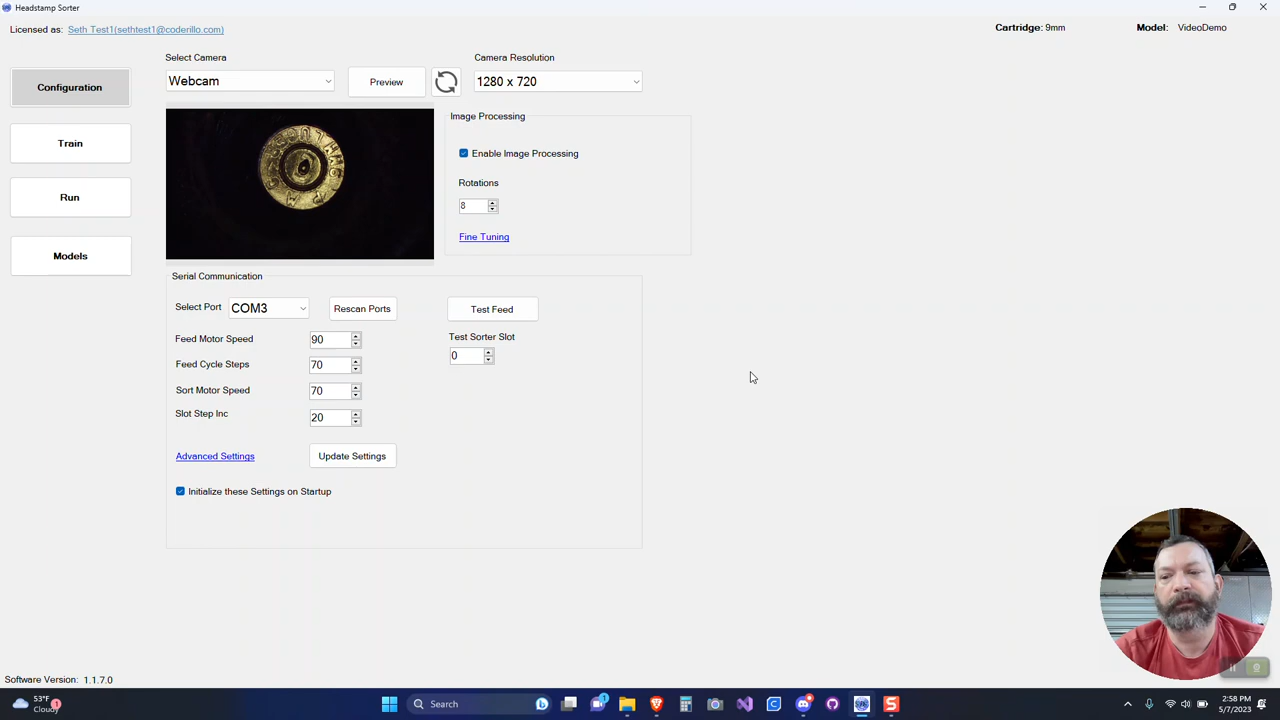 Headstamp Sorter
Licensed as: Seth Test1(sethtest1@coderillo.com)
Cartridge: 9mm
Model: VideoDemo
Configuration
Train
Run
Models
Select Camera
Webcam
Preview
Camera Resolution
1280 x 720
Image Processing
Enable Image Processing
Rotations
8
Fine Tuning
Serial Communication
Select Port COM3 Rescan Ports
Feed Motor Speed 90
Feed Cycle Steps 70
Sort Motor Speed 70
Slot Step Inc 20
Test Feed
Test Sorter Slot
0
Advanced Settings
Update Settings
Initialize these Settings on Startup
Software Version: 1.1.7.0
53°F
Cloudy
Search
2:58 PM
5/7/2023